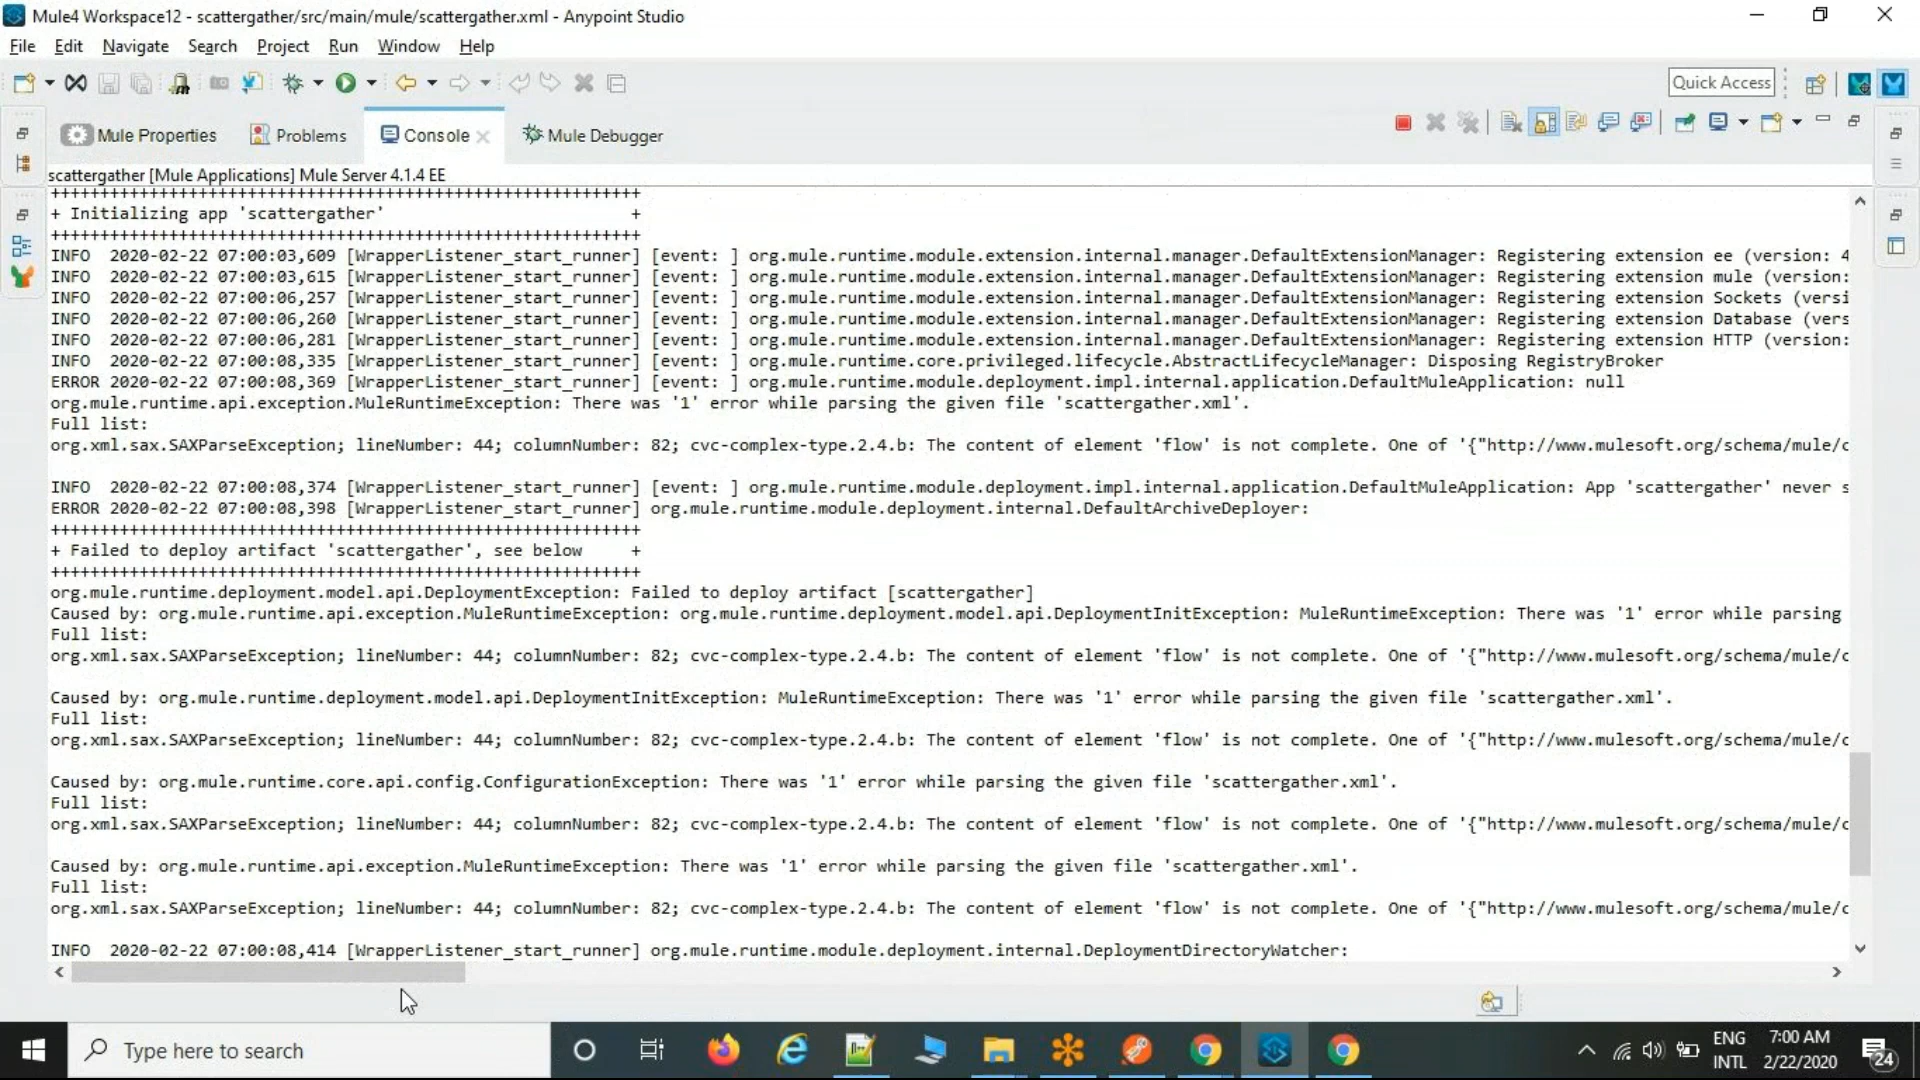 Mule4 Workspace12 - scattergather/src/main/mule/scattergather.xml - Anypoint Studio
File Edit Navigate Search Project Run Window Help
Quick Access
Mule Properties Problems Console Mule Debugger
scattergather [Mule Applications] Mule Server 4.1.4 EE
++++++++++++++++++++++++++++++++++++++++++++++++++++++++++++
+ Initializing app 'scattergather' +
++++++++++++++++++++++++++++++++++++++++++++++++++++++++++++
INFO 2020-02-22 07:00:03,609 [WrapperListener_start_runner] [event: ] org.mule.runtime.module.extension.internal.manager.DefaultExtensionManager: Registering extension ee (version: 4
INFO 2020-02-22 07:00:03,615 [WrapperListener_start_runner] [event: ] org.mule.runtime.module.extension.internal.manager.DefaultExtensionManager: Registering extension mule (version:
INFO 2020-02-22 07:00:06,257 [WrapperListener_start_runner] [event: ] org.mule.runtime.module.extension.internal.manager.DefaultExtensionManager: Registering extension Sockets (versi
INFO 2020-02-22 07:00:06,260 [WrapperListener_start_runner] [event: ] org.mule.runtime.module.extension.internal.manager.DefaultExtensionManager: Registering extension Database (vers
INFO 2020-02-22 07:00:06,281 [WrapperListener_start_runner] [event: ] org.mule.runtime.module.extension.internal.manager.DefaultExtensionManager: Registering extension HTTP (version:
INFO 2020-02-22 07:00:08,335 [WrapperListener_start_runner] [event: ] org.mule.runtime.core.privileged.lifecycle.AbstractLifecycleManager: Disposing RegistryBroker
ERROR 2020-02-22 07:00:08,369 [WrapperListener_start_runner] [event: ] org.mule.runtime.module.deployment.impl.internal.application.DefaultMuleApplication: null
org.mule.runtime.api.exception.MuleRuntimeException: There was '1' error while parsing the given file 'scattergather.xml'.
Full list:
org.xml.sax.SAXParseException; lineNumber: 44; columnNumber: 82; cvc-complex-type.2.4.b: The content of element 'flow' is not complete. One of '{"http://www.mulesoft.org/schema/mule/c
INFO 2020-02-22 07:00:08,374 [WrapperListener_start_runner] [event: ] org.mule.runtime.module.deployment.impl.internal.application.DefaultMuleApplication: App 'scattergather' never s
ERROR 2020-02-22 07:00:08,398 [WrapperListener_start_runner] org.mule.runtime.module.deployment.internal.DefaultArchiveDeployer:
++++++++++++++++++++++++++++++++++++++++++++++++++++++++++++
+ Failed to deploy artifact 'scattergather', see below +
++++++++++++++++++++++++++++++++++++++++++++++++++++++++++++
org.mule.runtime.deployment.model.api.DeploymentException: Failed to deploy artifact [scattergather]
Caused by: org.mule.runtime.api.exception.MuleRuntimeException: org.mule.runtime.deployment.model.api.DeploymentInitException: MuleRuntimeException: There was '1' error while parsing
Full list:
org.xml.sax.SAXParseException; lineNumber: 44; columnNumber: 82; cvc-complex-type.2.4.b: The content of element 'flow' is not complete. One of '{"http://www.mulesoft.org/schema/mule/c
Caused by: org.mule.runtime.deployment.model.api.DeploymentInitException: MuleRuntimeException: There was '1' error while parsing the given file 'scattergather.xml'.
Full list:
org.xml.sax.SAXParseException; lineNumber: 44; columnNumber: 82; cvc-complex-type.2.4.b: The content of element 'flow' is not complete. One of '{"http://www.mulesoft.org/schema/mule/c
Caused by: org.mule.runtime.core.api.config.ConfigurationException: There was '1' error while parsing the given file 'scattergather.xml'.
Full list:
org.xml.sax.SAXParseException; lineNumber: 44; columnNumber: 82; cvc-complex-type.2.4.b: The content of element 'flow' is not complete. One of '{"http://www.mulesoft.org/schema/mule/c
Caused by: org.mule.runtime.api.exception.MuleRuntimeException: There was '1' error while parsing the given file 'scattergather.xml'.
Full list:
org.xml.sax.SAXParseException; lineNumber: 44; columnNumber: 82; cvc-complex-type.2.4.b: The content of element 'flow' is not complete. One of '{"http://www.mulesoft.org/schema/mule/c
INFO 2020-02-22 07:00:08,414 [WrapperListener_start_runner] org.mule.runtime.module.deployment.internal.DeploymentDirectoryWatcher:
Type here to search
ENG 7:00 AM
INTL 2/22/2020
24